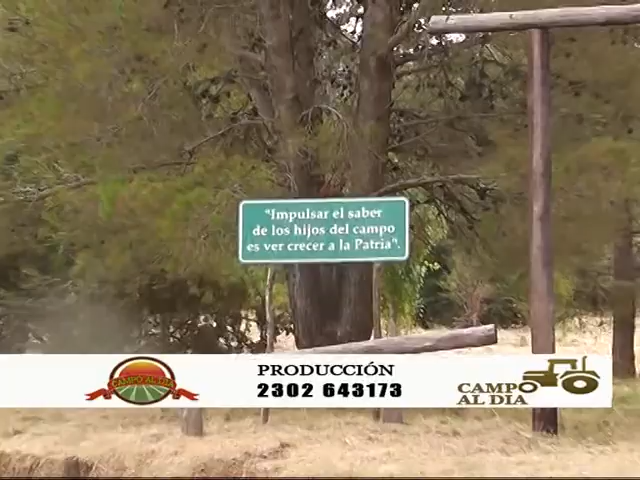 "Impulsar el saber
de los hijos del campo
es ver crecer a la Patria".
PRODUCCIÓN
2302 643173
CAMPO AL DIA
CAMPO
AL DIA